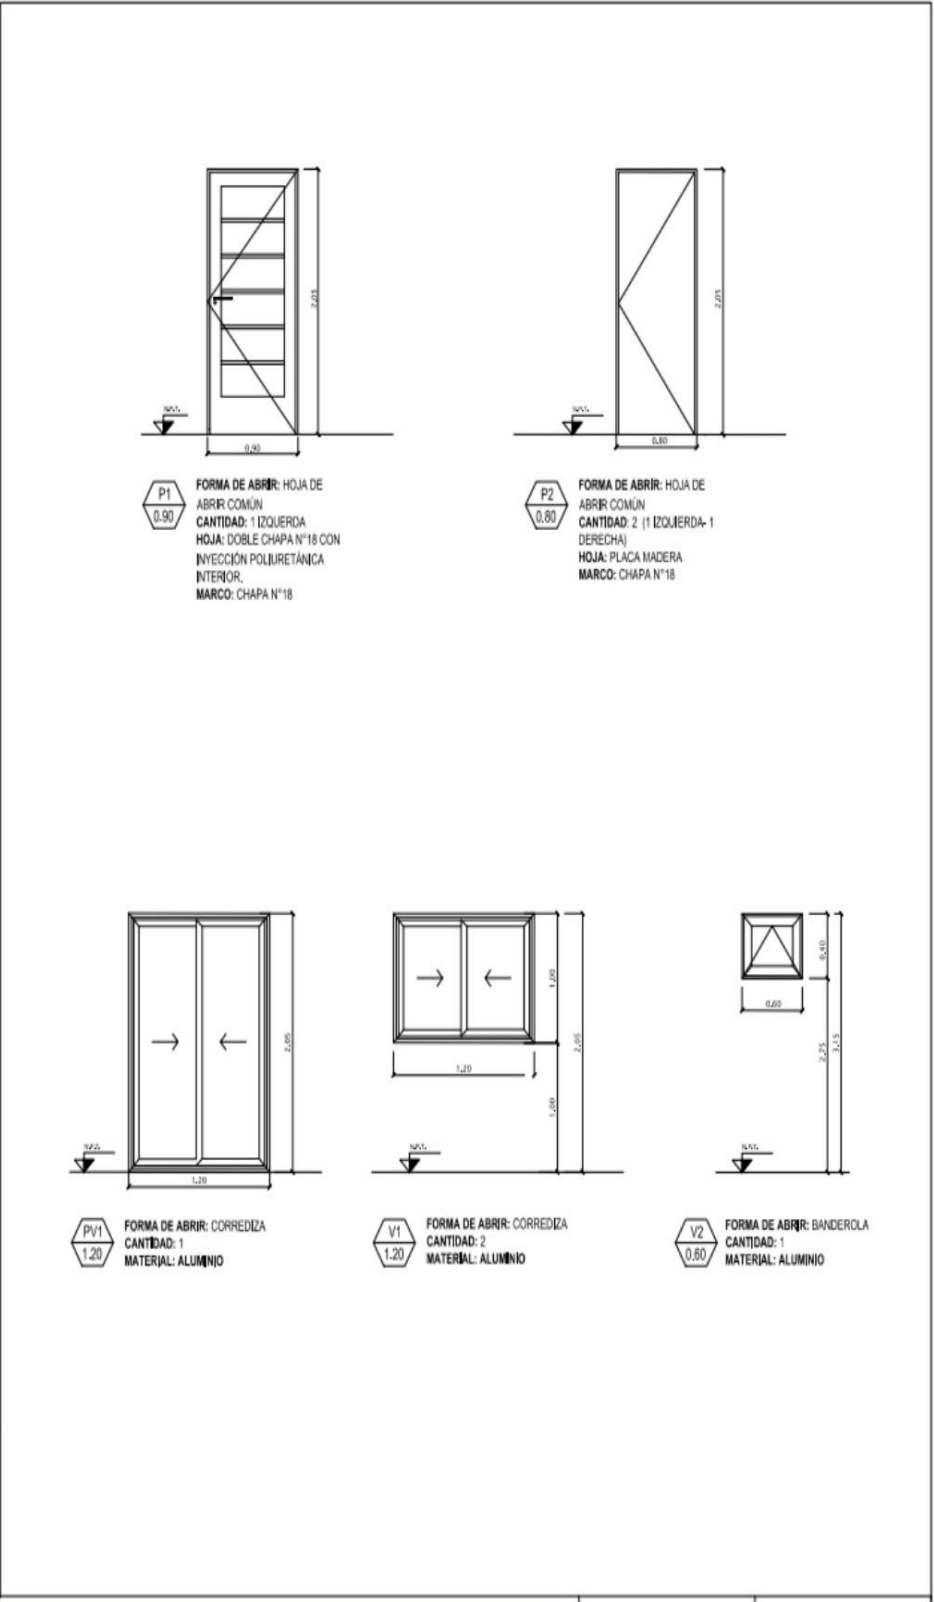 2.05
2.05
N.P.T.
N.P.T.
0.90
0.80
P1
0.90
FORMA DE ABRIR: HOJA DE
ABRIR COMÚN
CANTIDAD: 1 IZQUERDA
HOJA: DOBLE CHAPA N°18 CON
INYECCIÓN POLIURETÁNICA
INTERIOR.
MARCO: CHAPA N°18
P2
0.80
FORMA DE ABRIR: HOJA DE
ABRIR COMÚN
CANTIDAD: 2 (1 IZQUIERDA- 1
DERECHA)
HOJA: PLACA MADERA
MARCO: CHAPA N°18
2.05
N.P.T.
1.20
1.00
2.05
1.20
1.00
N.P.T.
0.40
0.60
2.75
3.15
N.P.T.
PV1
1.20
FORMA DE ABRIR: CORREDIZA
CANTIDAD: 1
MATERIAL: ALUMINIO
V1
1.20
FORMA DE ABRIR: CORREDIZA
CANTIDAD: 2
MATERIAL: ALUMINIO
V2
0.60
FORMA DE ABRIR: BANDEROLA
CANTIDAD: 1
MATERIAL: ALUMINIO